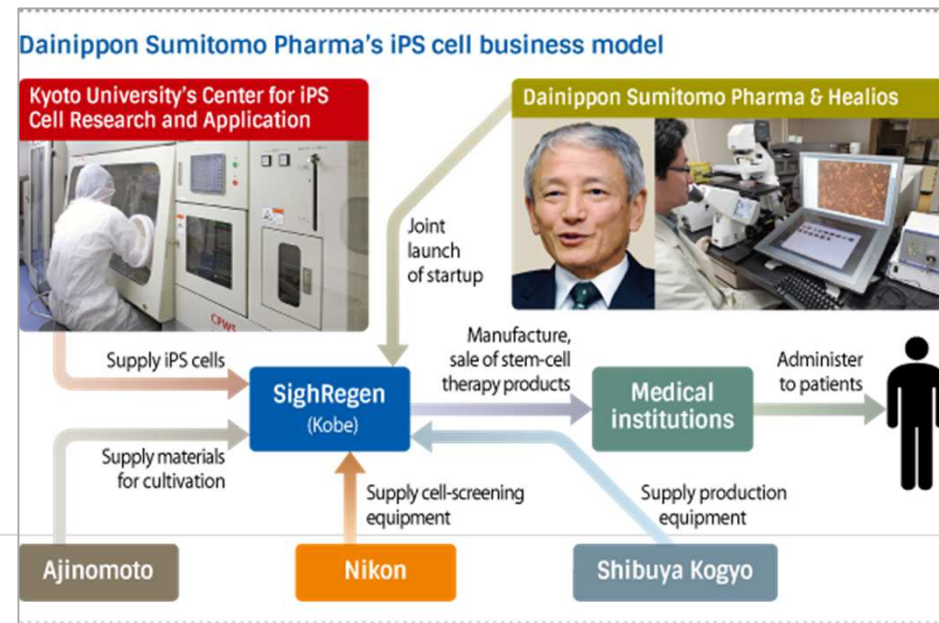 Dainippon Sumitomo Pharma's iPS cell business model
Kyoto University's Center for iPS
Cell Research and Application
Dainippon Sumitomo Pharma & Healios
CPWS
Joint
launch
of startup
Supply iPS cells
Manufacture,
sale of stem-cell
therapy products
Administer
to patients
SighRegen
(Kobe)
Medical
institutions
Supply materials
for cultivation
Supply cell-screening
equipment
Supply production
equipment
Ajinomoto
Nikon
Shibuya Kogyo